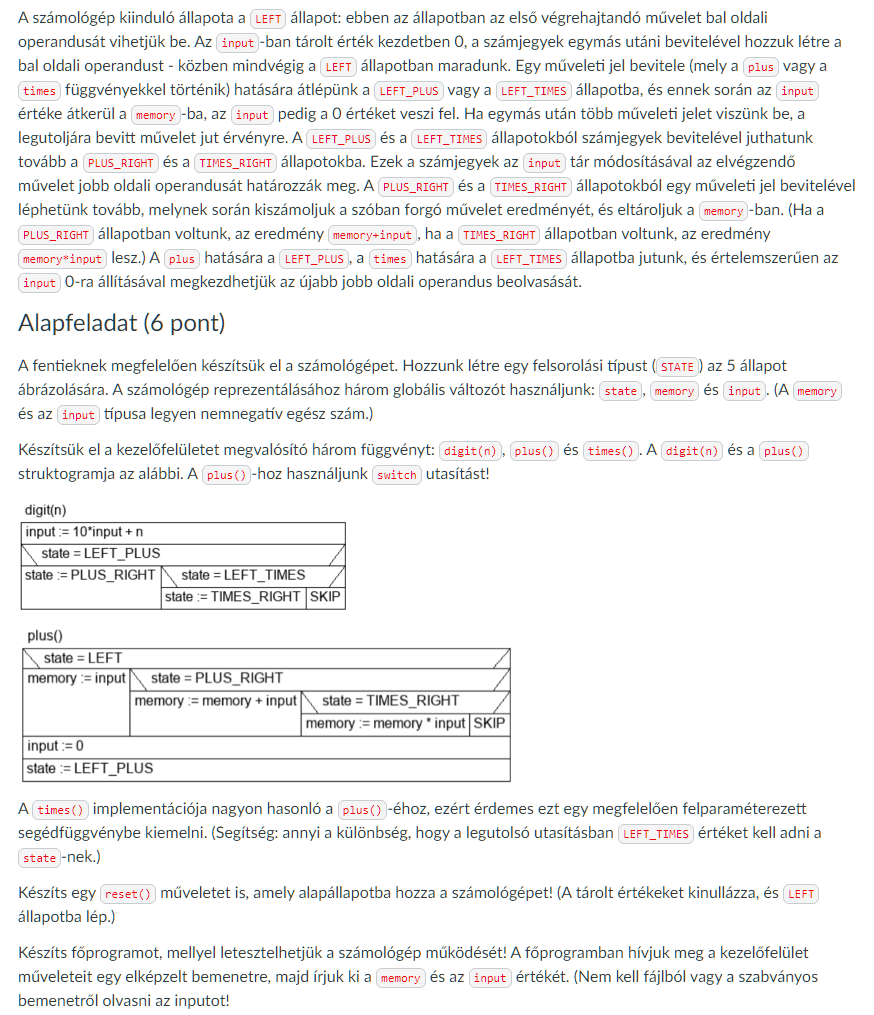 A számológép kiinduló állapota a LEFT állapot: ebben az állapotban az első végrehajtandó művelet bal oldali
operandusát vihetjük be. Az input -ban tárolt érték kezdetben 0, a számjegyek egymás utáni bevitelével hozzuk létre a
bal oldali operandust - közben mindvégig a LEFT állapotban maradunk. Egy műveleti jel bevitele (mely a plus vagy a
times függvényekkel történik) hatására átlépünk a LEFT_PLUS vagy a LEFT_TIMES állapotba, és ennek során az input
értéke átkerül a memory -ba, az input pedig a 0 értéket veszi fel. Ha egymás után több műveleti jelet viszünk be, a
legutoljára bevitt művelet jut érvényre. A LEFT_PLUS és a LEFT_TIMES állapotokból számjegyek bevitelével juthatunk
tovább a PLUS_RIGHT és a TIMES_RIGHT állapotokba. Ezek a számjegyek az input tár módosításával az elvégzendő
művelet jobb oldali operandusát határozzák meg. A PLUS_RIGHT és a TIMES_RIGHT állapotokból egy műveleti jel bevitelével
léphetünk tovább, melynek során kiszámoljuk a szóban forgó művelet eredményét, és eltároljuk a memory -ban. (Ha a
PLUS_RIGHT állapotban voltunk, az eredmény memory+input , ha a TIMES_RIGHT állapotban voltunk, az eredmény
memory*input lesz.) A plus hatására a LEFT_PLUS , a times hatására a LEFT_TIMES állapotba jutunk, és értelemszerűen az
input 0-ra állításával megkezdhetjük az újabb jobb oldali operandus beolvasását.
Alapfeladat (6 pont)
A fentieknek megfelelően készítsük el a számológépet. Hozzunk létre egy felsorolási típust ( STATE ) az 5 állapot
ábrázolására. A számológép reprezentálásához három globális változót használjunk: state , memory és input . (A memory
és az input típusa legyen nemnegatív egész szám.)
Készítsük el a kezelőfelületet megvalósító három függvényt: digit(n) , plus() és times() . A digit(n) és a plus()
struktogramja az alábbi. A plus() -hoz használjunk switch utasítást!
digit(n)
input := 10*input + n
state = LEFT_PLUS
state := PLUS_RIGHT state = LEFT_TIMES
state := TIMES_RIGHT SKIP
plus()
state = LEFT
memory := input state = PLUS_RIGHT
memory := memory + input state = TIMES_RIGHT
memory := memory * input SKIP
input := 0
state := LEFT_PLUS
A times() implementációja nagyon hasonló a plus() -éhoz, ezért érdemes ezt egy megfelelően felparaméterezett
segédfüggvénybe kiemelni. (Segítség: annyi a különbség, hogy a legutolsó utasításban LEFT_TIMES értéket kell adni a
state -nek.)
Készíts egy reset() műveletet is, amely alapállapotba hozza a számológépet! (A tárolt értékeket kinullázza, és LEFT
állapotba lép.)
Készíts főprogramot, mellyel letesztelhetjük a számológép működését! A főprogramban hívjuk meg a kezelőfelület
műveleteit egy elképzelt bemenetre, majd írjuk ki a memory és az input értékét. (Nem kell fájlból vagy a szabványos
bemenetről olvasni az inputot!